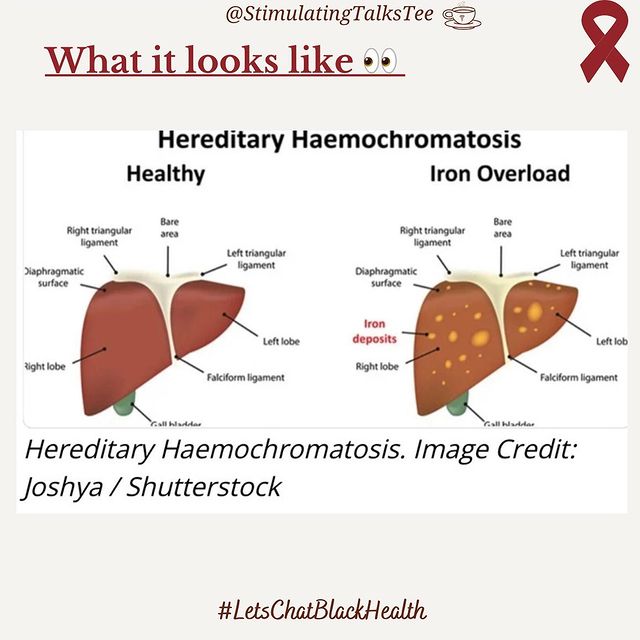 @StimulatingTalksTee
What it looks like 👀
Hereditary Haemochromatosis
Healthy
Right triangular
ligament
Bare
area
Left triangular
ligament
Diaphragmatic
surface
Left lobe
Right lobe
Falciform ligament
Gall bladder
Iron Overload
Right triangular
ligament
Bare
area
Left triangular
ligament
Diaphragmatic
surface
Iron
deposits
Left lob
Right lobe
Falciform ligament
Gall bladder
Hereditary Haemochromatosis. Image Credit:
Joshya / Shutterstock
#LetsChatBlackHealth